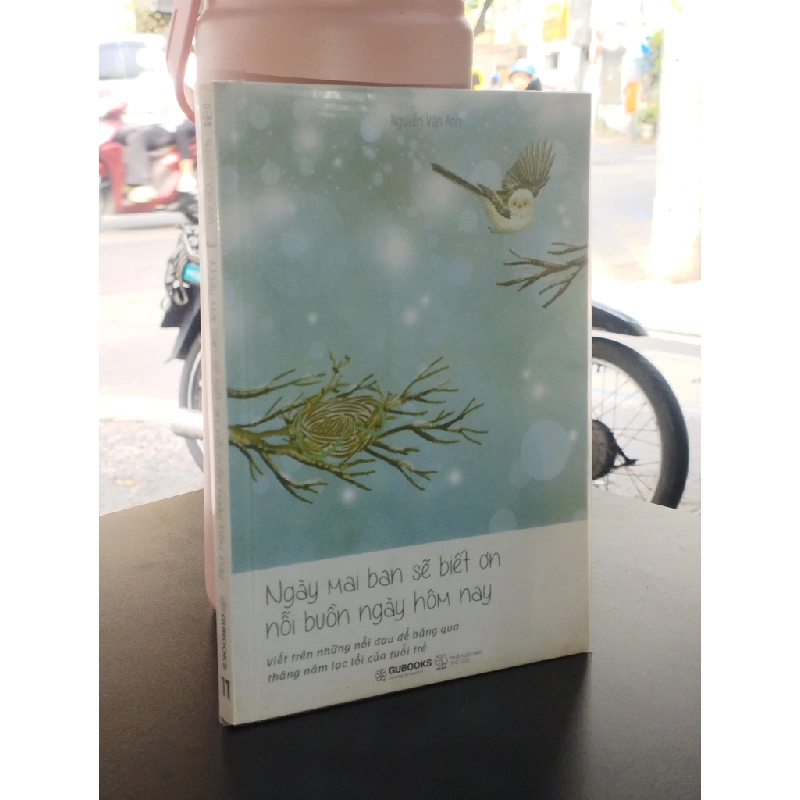 Nguyễn Vân Anh
Ngày mai bạn sẽ biết ơn
nỗi buồn ngày hôm nay
Viết trên những nỗi đau để băng qua
tháng năm lạc lối của tuổi trẻ
GUBOOKS
GUBOOKS